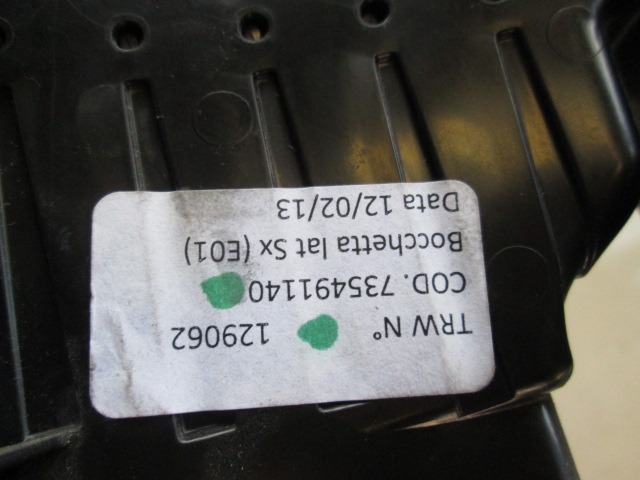 TRW N° 129062
COD. 735491140
Bocchetta lat Sx (E01)
Data 12/02/13